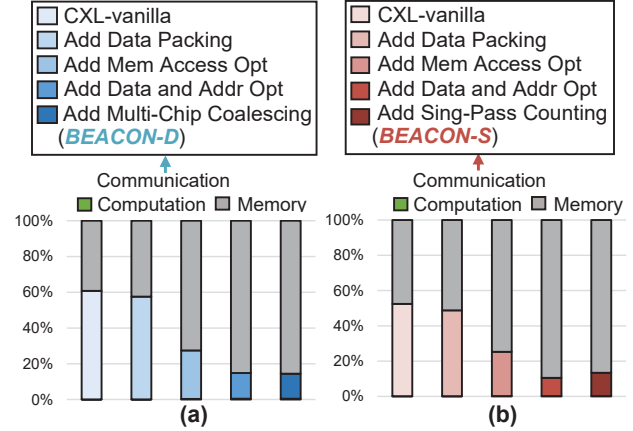 CXL-vanilla
Add Data Packing
Add Mem Access Opt
Add Data and Addr Opt
Add Multi-Chip Coalescing
(BEACON-D)
Communication
Computation Memory
100%
80%
60%
40%
20%
0%
(a)
CXL-vanilla
Add Data Packing
Add Mem Access Opt
Add Data and Addr Opt
Add Sing-Pass Counting
(BEACON-S)
Communication
Computation Memory
100%
80%
60%
40%
20%
0%
(b)